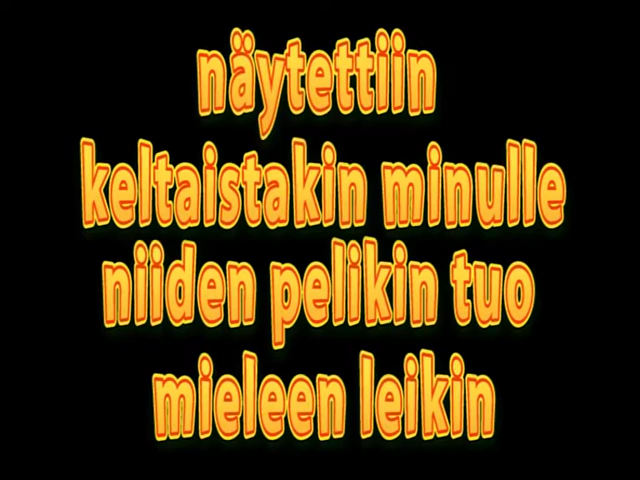 näytettiin
keltaistakin minulle
niiden pelikin tuo
mieleen leikin